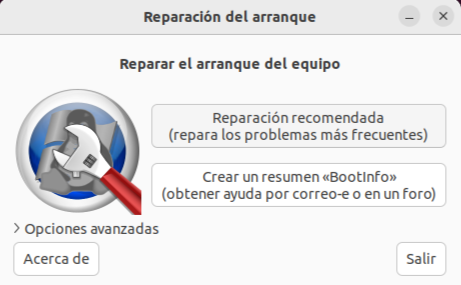 Reparación del arranque
Reparar el arranque del equipo
Reparación recomendada
(repara los problemas más frecuentes)
Crear un resumen «BootInfo»
(obtener ayuda por correo-e o en un foro)
Opciones avanzadas
Acerca de
Salir